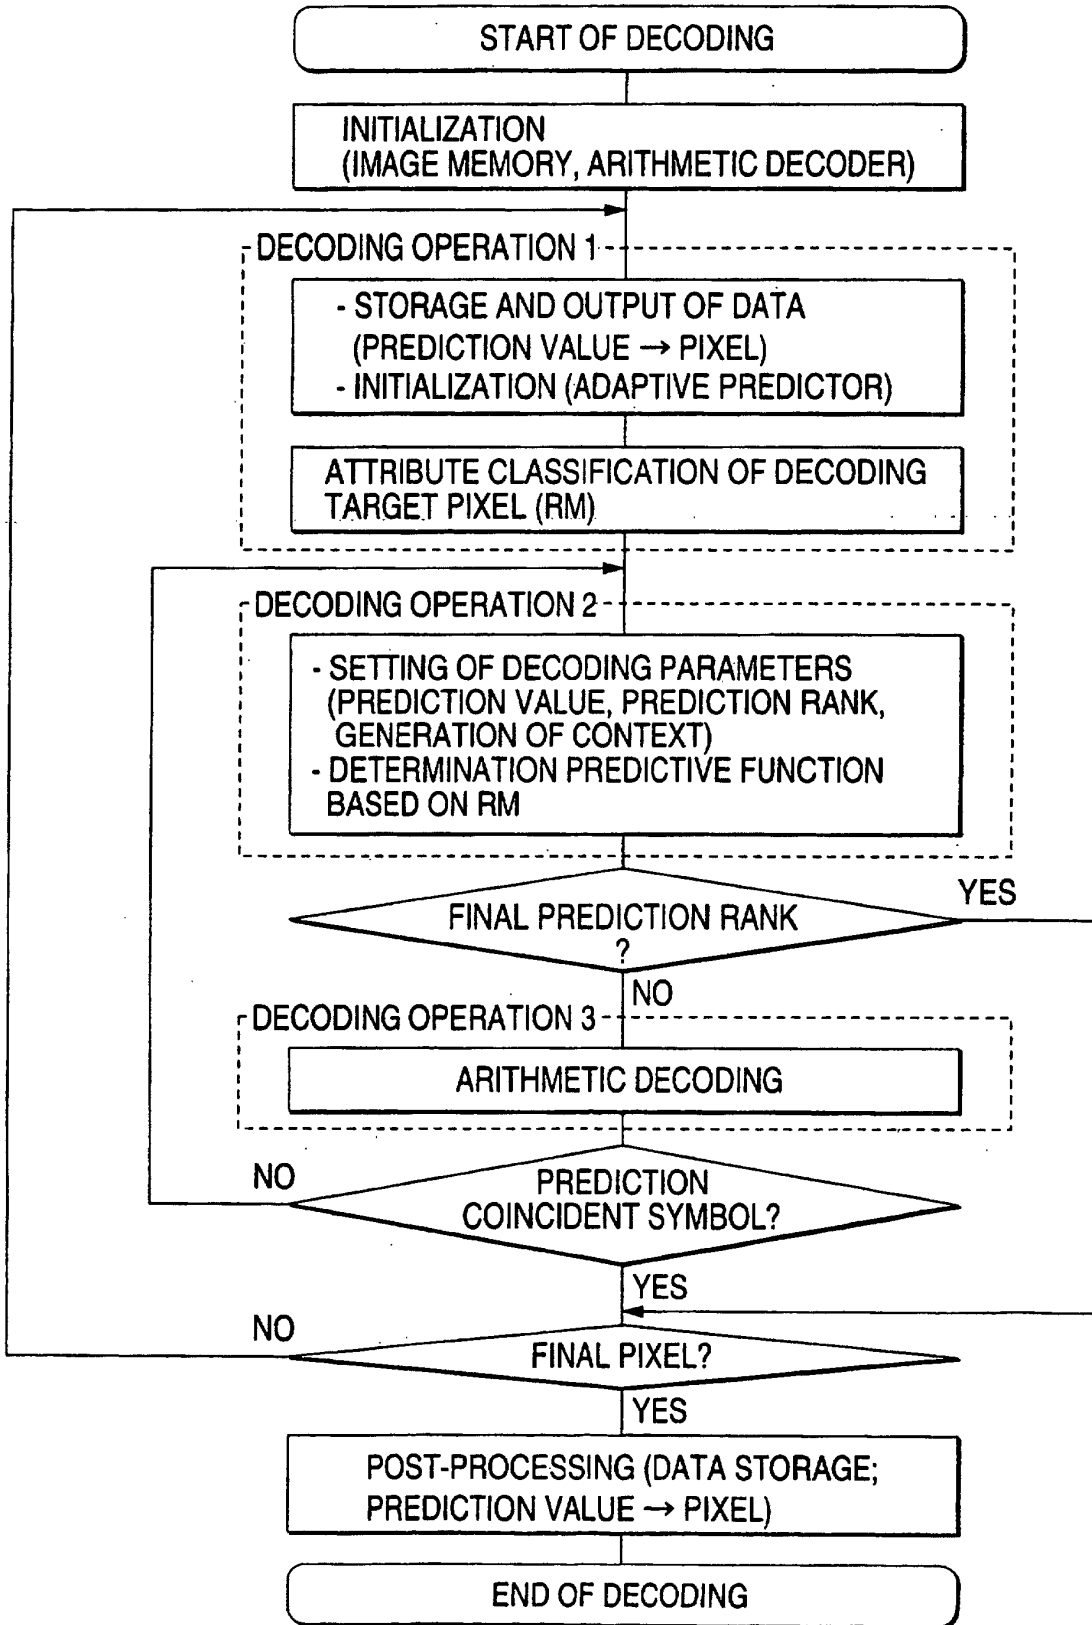 START OF DECODING
INITIALIZATION
(IMAGE MEMORY, ARITHMETIC DECODER)
DECODING OPERATION 1
- STORAGE AND OUTPUT OF DATA
(PREDICTION VALUE → PIXEL)
- INITIALIZATION (ADAPTIVE PREDICTOR)
ATTRIBUTE CLASSIFICATION OF DECODING
TARGET PIXEL (RM)
DECODING OPERATION 2
- SETTING OF DECODING PARAMETERS
(PREDICTION VALUE, PREDICTION RANK,
GENERATION OF CONTEXT)
- DETERMINATION PREDICTIVE FUNCTION
BASED ON RM
YES
FINAL PREDICTION RANK
?
NO
DECODING OPERATION 3
ARITHMETIC DECODING
NO
PREDICTION
COINCIDENT SYMBOL?
YES
NO
FINAL PIXEL?
YES
POST-PROCESSING (DATA STORAGE;
PREDICTION VALUE → PIXEL)
END OF DECODING